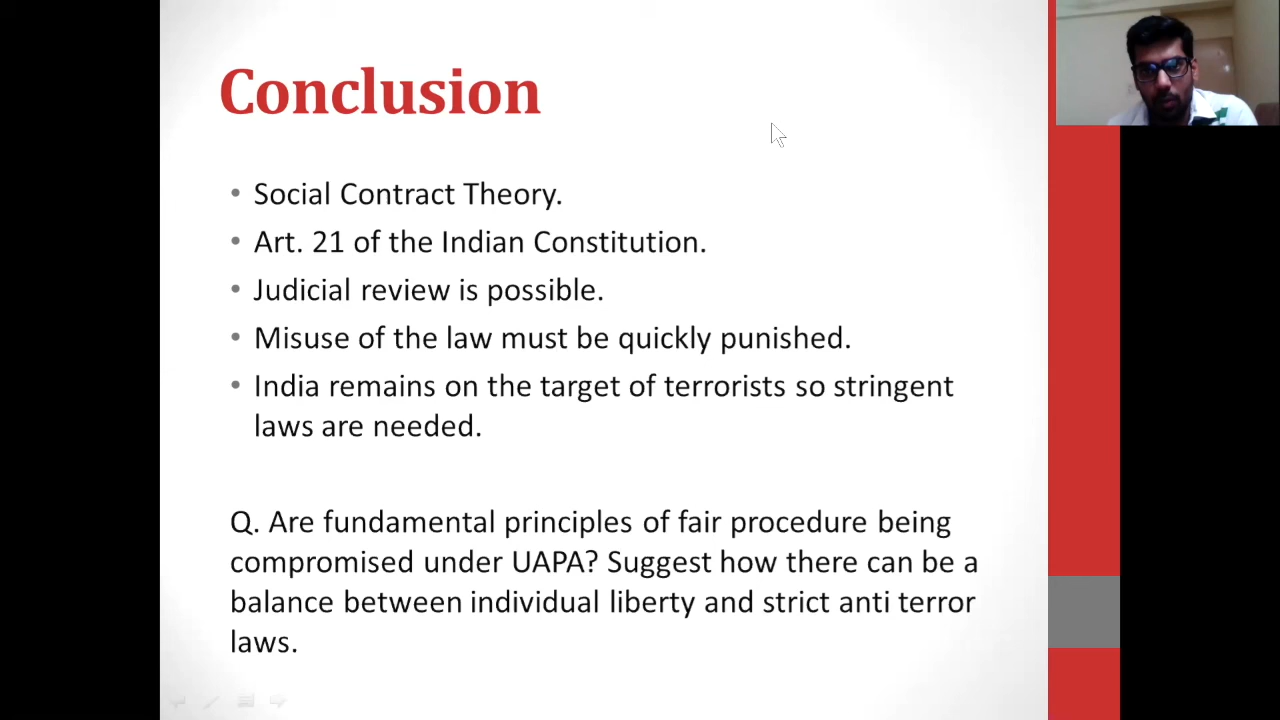 Conclusion
• Social Contract Theory.
• Art. 21 of the Indian Constitution.
• Judicial review is possible.
• Misuse of the law must be quickly punished.
• India remains on the target of terrorists so stringent
laws are needed.
Q. Are fundamental principles of fair procedure being
compromised under UAPA? Suggest how there can be a
balance between individual liberty and strict anti terror
laws.